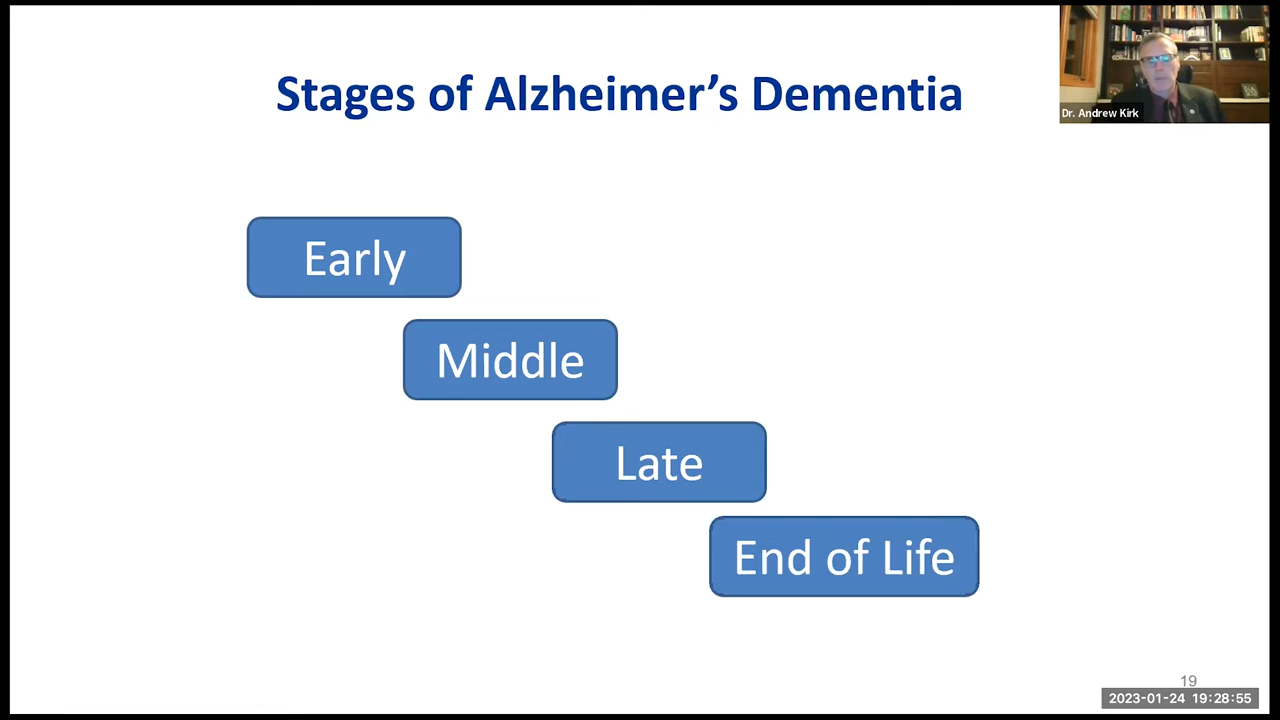 Stages of Alzheimer’s Dementia
Dr. Andrew Kirk
Early
Middle
Late
End of Life
19
2023-01-24 19:28:55